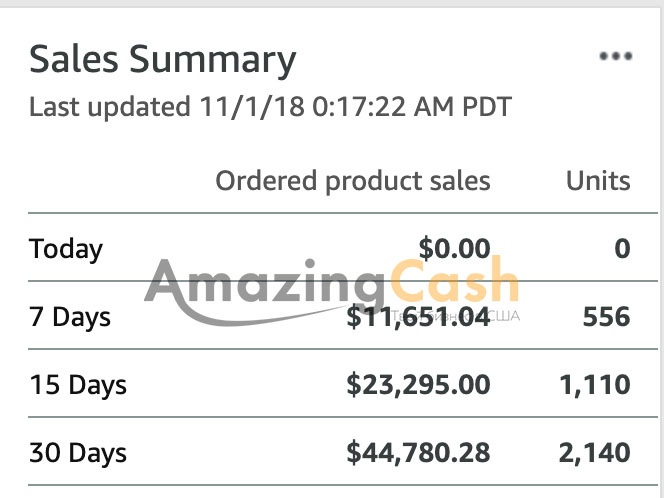 Sales Summary
Last updated 11/1/18 0:17:22 AM PDT
Ordered product sales Units
Today $0.00 0
AmazingCash
7 Days $11,651.04 556
США
15 Days $23,295.00 1,110
30 Days $44,780.28 2,140